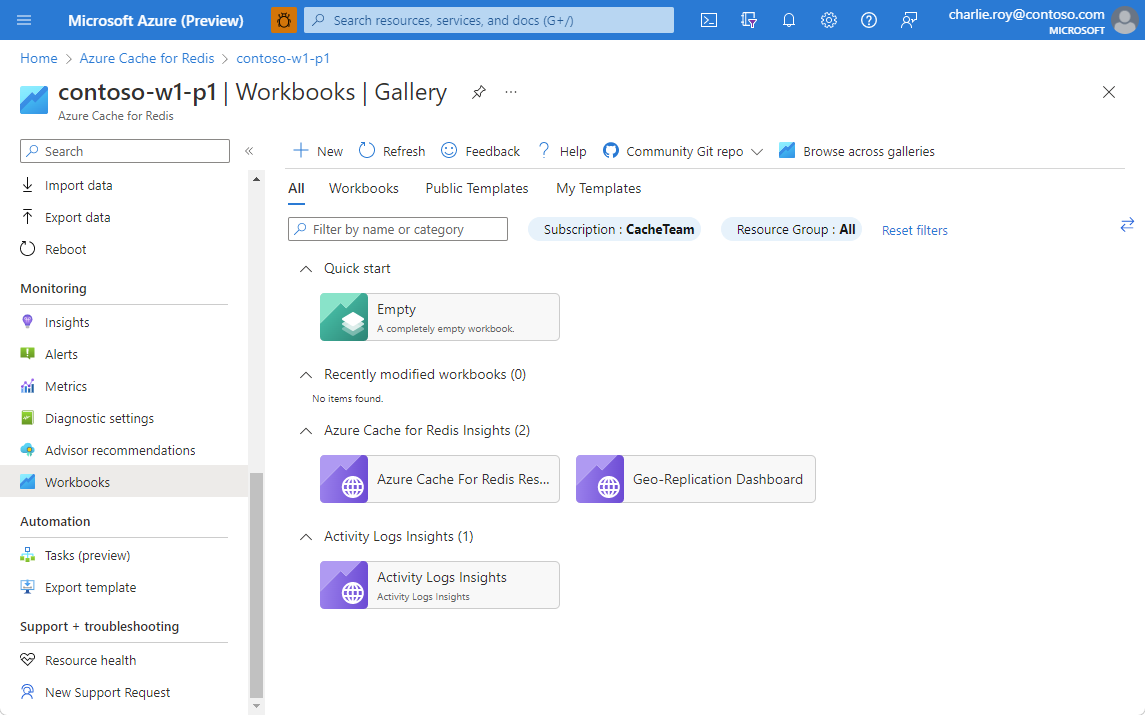 Microsoft Azure (Preview)
Search resources, services, and docs (G+/)
charlie.roy@contoso.com
MICROSOFT
Home > Azure Cache for Redis > contoso-w1-p1
contoso-w1-p1 | Workbooks | Gallery
Azure Cache for Redis
Search
Import data
Export data
Reboot
Monitoring
Insights
Alerts
Metrics
Diagnostic settings
Advisor recommendations
Workbooks
Automation
Tasks (preview)
Export template
Support + troubleshooting
Resource health
New Support Request
New Refresh Feedback Help Community Git repo Browse across galleries
All Workbooks Public Templates My Templates
Filter by name or category Subscription : CacheTeam Resource Group : All Reset filters
Quick start
Empty
A completely empty workbook.
Recently modified workbooks (0)
No items found.
Azure Cache for Redis Insights (2)
Azure Cache For Redis Res... Geo-Replication Dashboard
Activity Logs Insights (1)
Activity Logs Insights
Activity Logs Insights